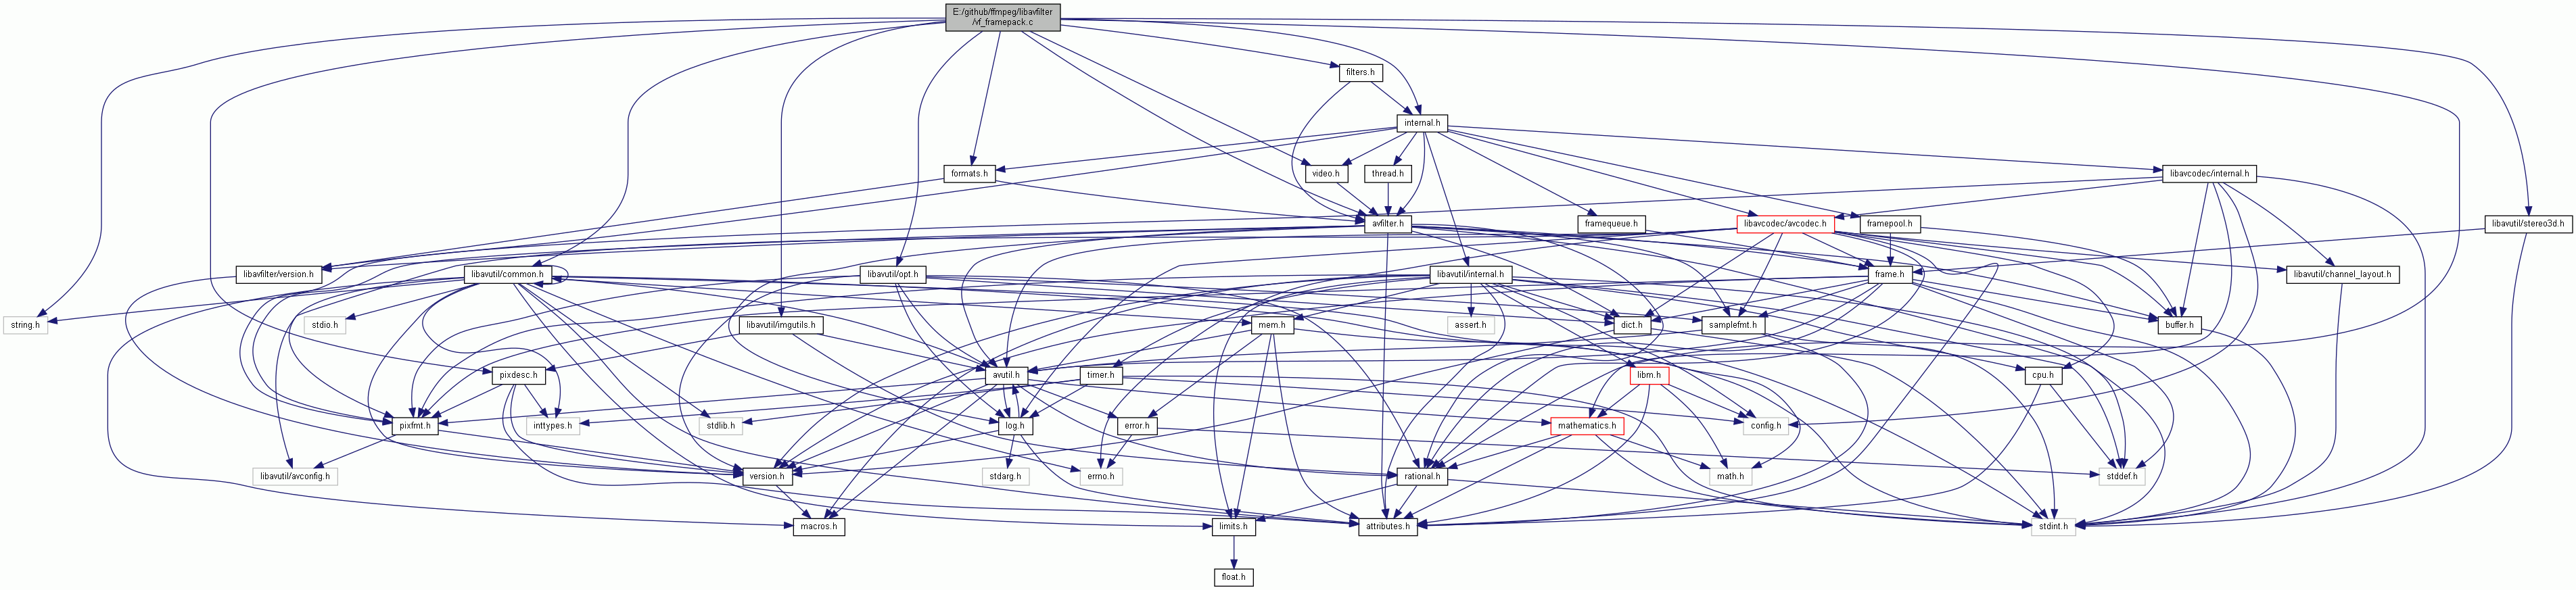 E:/github/ffmpeg/libavfilter
/vf_framepack.c
filters.h
internal.h
formats.h
video.h
thread.h
libavcodec/internal.h
avfilter.h
framequeue.h
libavcodec/avcodec.h
framepool.h
libavutil/stereo3d.h
libavfilter/version.h
libavutil/common.h
libavutil/opt.h
libavutil/internal.h
frame.h
libavutil/channel_layout.h
string.h
stdio.h
libavutil/imgutils.h
mem.h
assert.h
dict.h
samplefmt.h
buffer.h
pixdesc.h
avutil.h
timer.h
libm.h
cpu.h
pixfmt.h
inttypes.h
stdlib.h
log.h
error.h
mathematics.h
config.h
libavutil/avconfig.h
version.h
stdarg.h
errno.h
rational.h
math.h
stddef.h
macros.h
limits.h
attributes.h
stdint.h
float.h